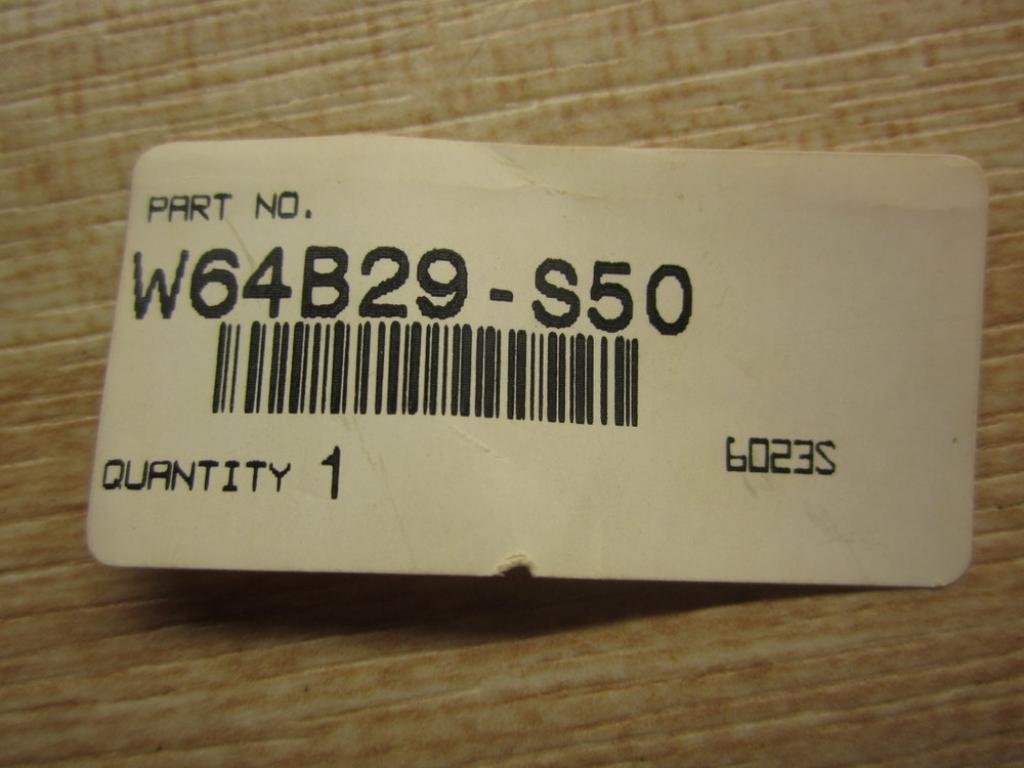 PART NO.
W64B29-S50
QUANTITY 1
6023S